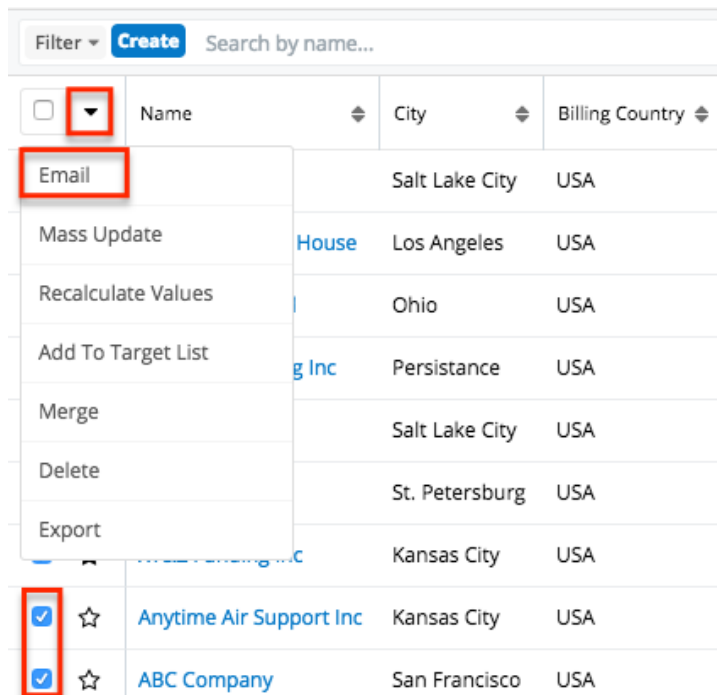 Filter Create Search by name...
Name City Billing Country
Email Salt Lake City USA
Mass Update House Los Angeles USA
Recalculate Values Ohio USA
Add To Target List g Inc Persistance USA
Merge Salt Lake City USA
Delete St. Petersburg USA
Export Kansas City USA
Anytime Air Support Inc Kansas City USA
ABC Company San Francisco USA